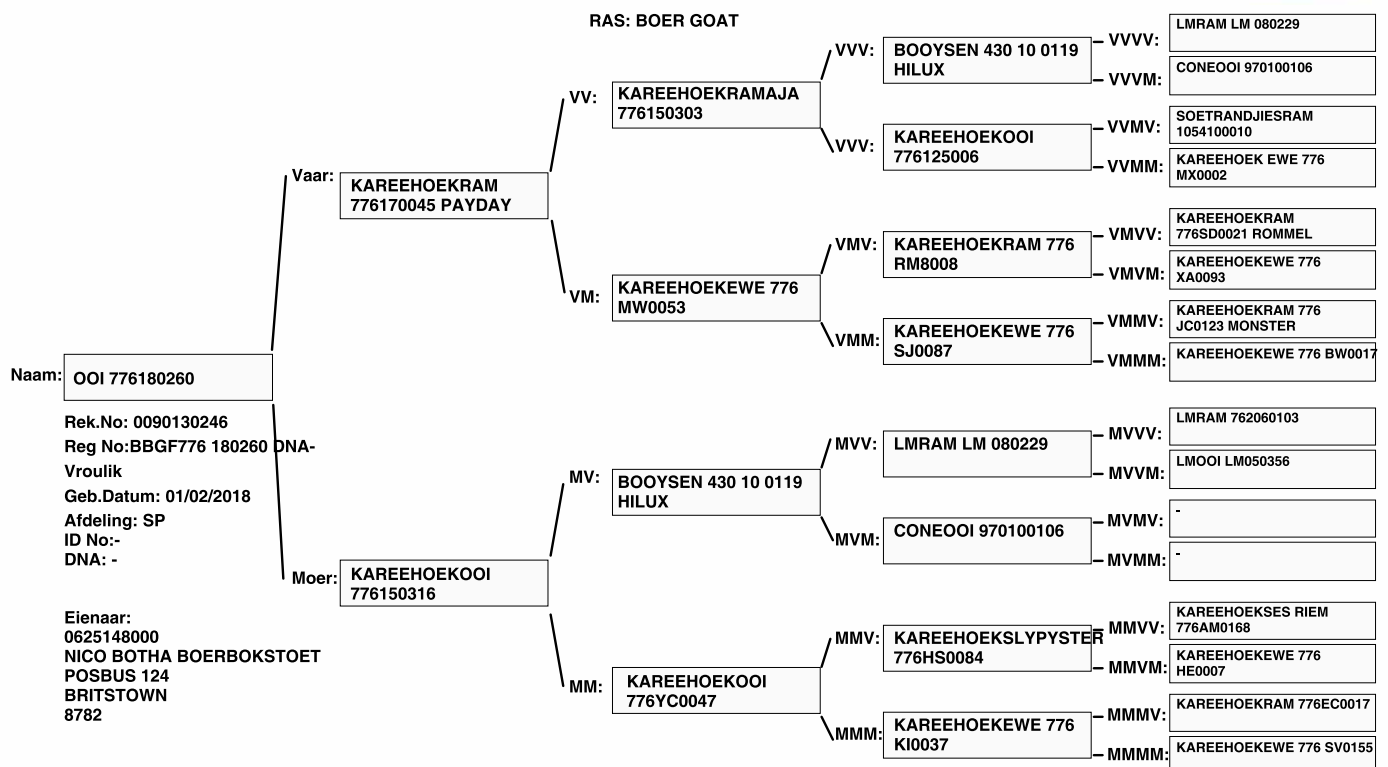 RAS: BOER GOAT
Naam: OOI 776180260
Rek.No: 0090130246
Reg No:BBGF776 180260 DNA-
Vroulik
Geb.Datum: 01/02/2018
Afdeling: SP
ID No:-
DNA: -
Eienaar:
0625148000
NICO BOTHA BOERBOKSTOET
POSBUS 124
BRITSTOWN
8782
Vaar: KAREEHOEKRAM
776170045 PAYDAY
Moer: KAREEHOEKOOI
776150316
VV: KAREEHOEKRAMAJA
776150303
VM: KAREEHOEKEWE 776
MW0053
MV: BOOYSEN 430 10 0119
HILUX
MM: KAREEHOEKOOI
776YC0047
VVV: BOOYSEN 430 10 0119
HILUX
VVV: KAREEHOEKOOI
776125006
VMV: KAREEHOEKRAM 776
RM8008
VMM: KAREEHOEKEWE 776
SJ0087
MVV: LMRAM LM 080229
MVM: CONEOOI 970100106
MMV: KAREEHOEKSLYPYSTER
776HS0084
MMM: KAREEHOEKEWE 776
KI0037
VVVV: LMRAM LM 080229
VVVM: CONEOOI 970100106
VVMV: SOETRANDJIESRAM
1054100010
VVMM: KAREEHOEK EWE 776
MX0002
VMVV: KAREEHOEKRAM
776SD0021 ROMMEL
VMVM: KAREEHOEKEWE 776
XA0093
VMMV: KAREEHOEKRAM 776
JC0123 MONSTER
VMMM: KAREEHOEKEWE 776 BW0017
MVVV: LMRAM 762060103
MVVM: LMOOI LM050356
MVMV: -
MVMM: -
MMVV: KAREEHOEKSES RIEM
776AM0168
MMVM: KAREEHOEKEWE 776
HE0007
MMMV: KAREEHOEKRAM 776EC0017
MMMM: KAREEHOEKEWE 776 SV0155